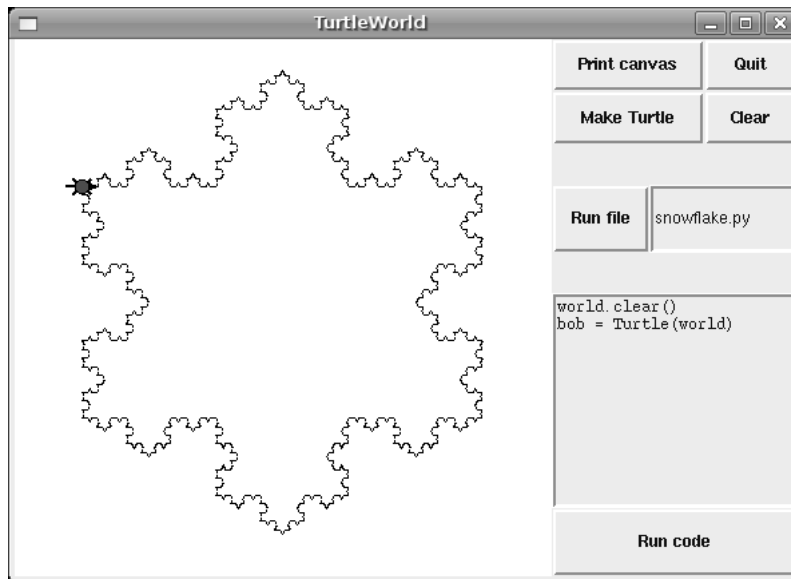 TurtleWorld
Print canvas
Quit
Make Turtle
Clear
Run file
snowflake.py
world.clear()
bob = Turtle(world)
Run code